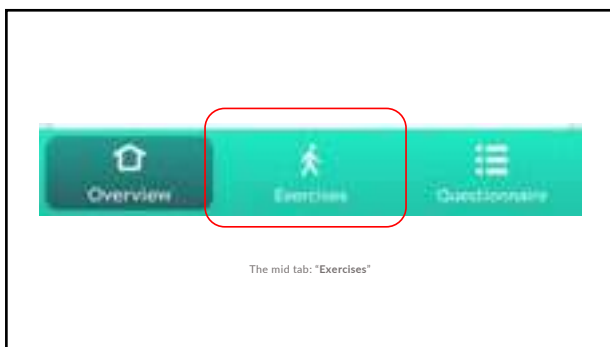 Overview Exercises Questionnaire
The mid tab: "Exercises"